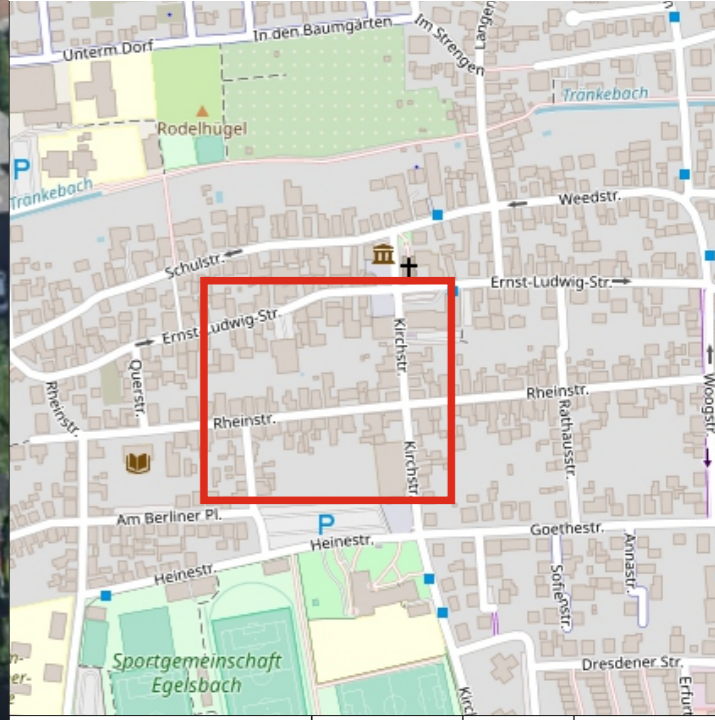 In den Baumgärten
Im Strengen
Langen
Unterm Dorf
Tränkebach
Rodelhügel
P
Tränkebach
Weedstr.
Schulstr.
Ernst-Ludwig-Str.
Ernst-Ludwig-Str.
Kirchstr.
Rheinstr.
Querstr.
Rheinstr.
Rheinstr.
Rathausstr.
Woogstr.
Kirchstr.
Am Berliner Pl.
P
Goethestr.
Heinestr.
Heinestr.
Annastr.
Sofienstr.
Sportgemeinschaft
Egelsbach
Dresdener Str.
Kirc
Erfurt